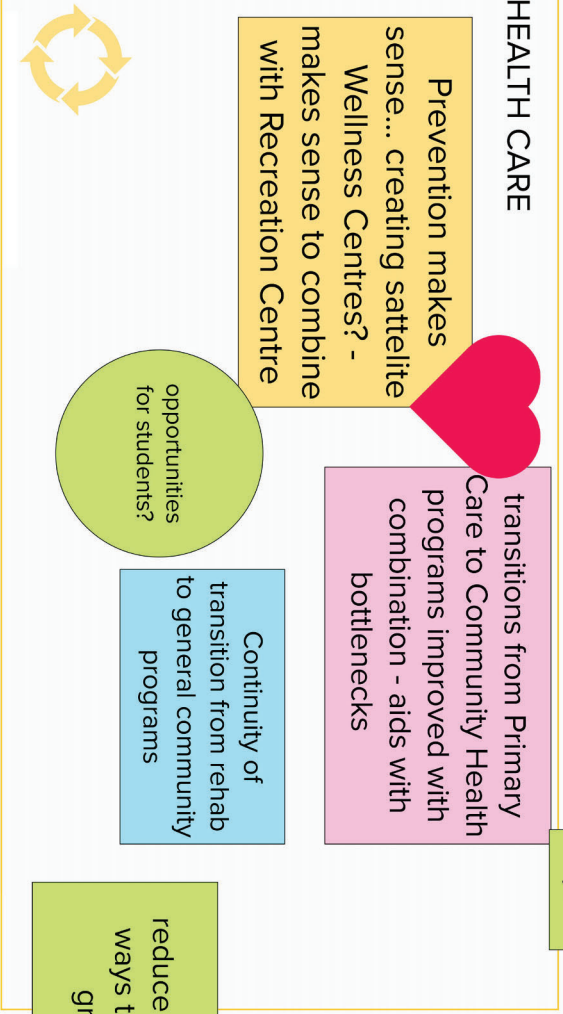 HEALTH CARE
Prevention makes
sense... creating sattelite
Wellness Centres? -
makes sense to combine
with Recreation Centre
transitions from Primary
Care to Community Health
programs improved with
combination - aids with
bottlenecks
opportunities
for students?
Continuity of
transition from rehab
to general community
programs
reduce
ways